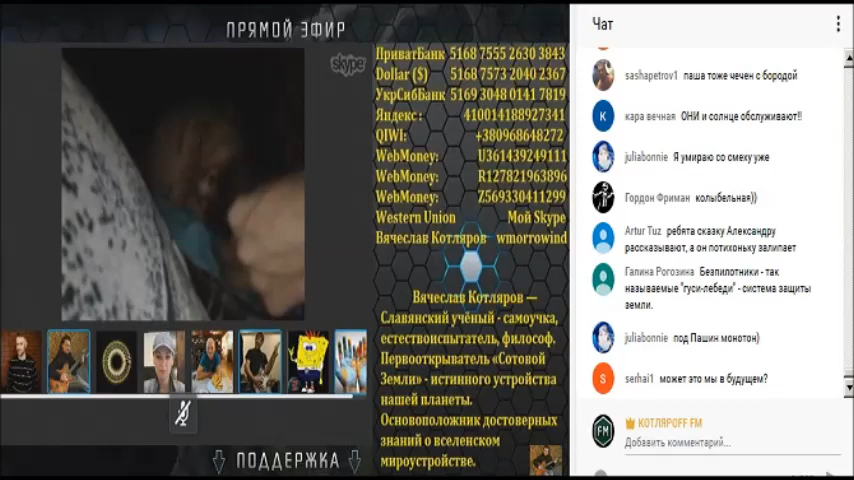 ПРЯМОЙ ЭФИР
skype
ПриватБанк 5168 7555 2630 3843
Dollar ($) 5168 7573 2040 2367
УкрСибБанк 5169 3048 0141 7819
Яндекс: 410014188927341
QIWI: +380968648272
WebMoney: U361439249111
WebMoney: R127821963896
WebMoney: Z569330411299
Western Union Мой Skype
Вячеслав Котляров wmorrowind
Вячеслав Котляров —
Славянский учёный - самоучка,
естествоиспытатель, философ.
Первооткрыватель «Сотовой
Земли» - истинного устройства
нашей планеты.
Основоположник достоверных
знаний о вселенском
мироустройстве.
ПОДДЕРЖКА
Чат
sashapetrov1 паша тоже чечен с бородой
К
кара вечная ОНИ и солнце обслуживают!!
juliabonnie Я умираю со смеху уже
Гордон Фриман колыбельная))
Artur Tuz ребята сказку Александру
рассказывают, а он потихоньку залипает
Галина Рогозина Безпилотники - так
называемые "гуси-лебеди" - система защиты
земли.
juliabonnie под Пашин монотон)
S
serhai1 может это мы в будущем?
FM
КОТЛЯРOFF FM
Добавить комментарий...